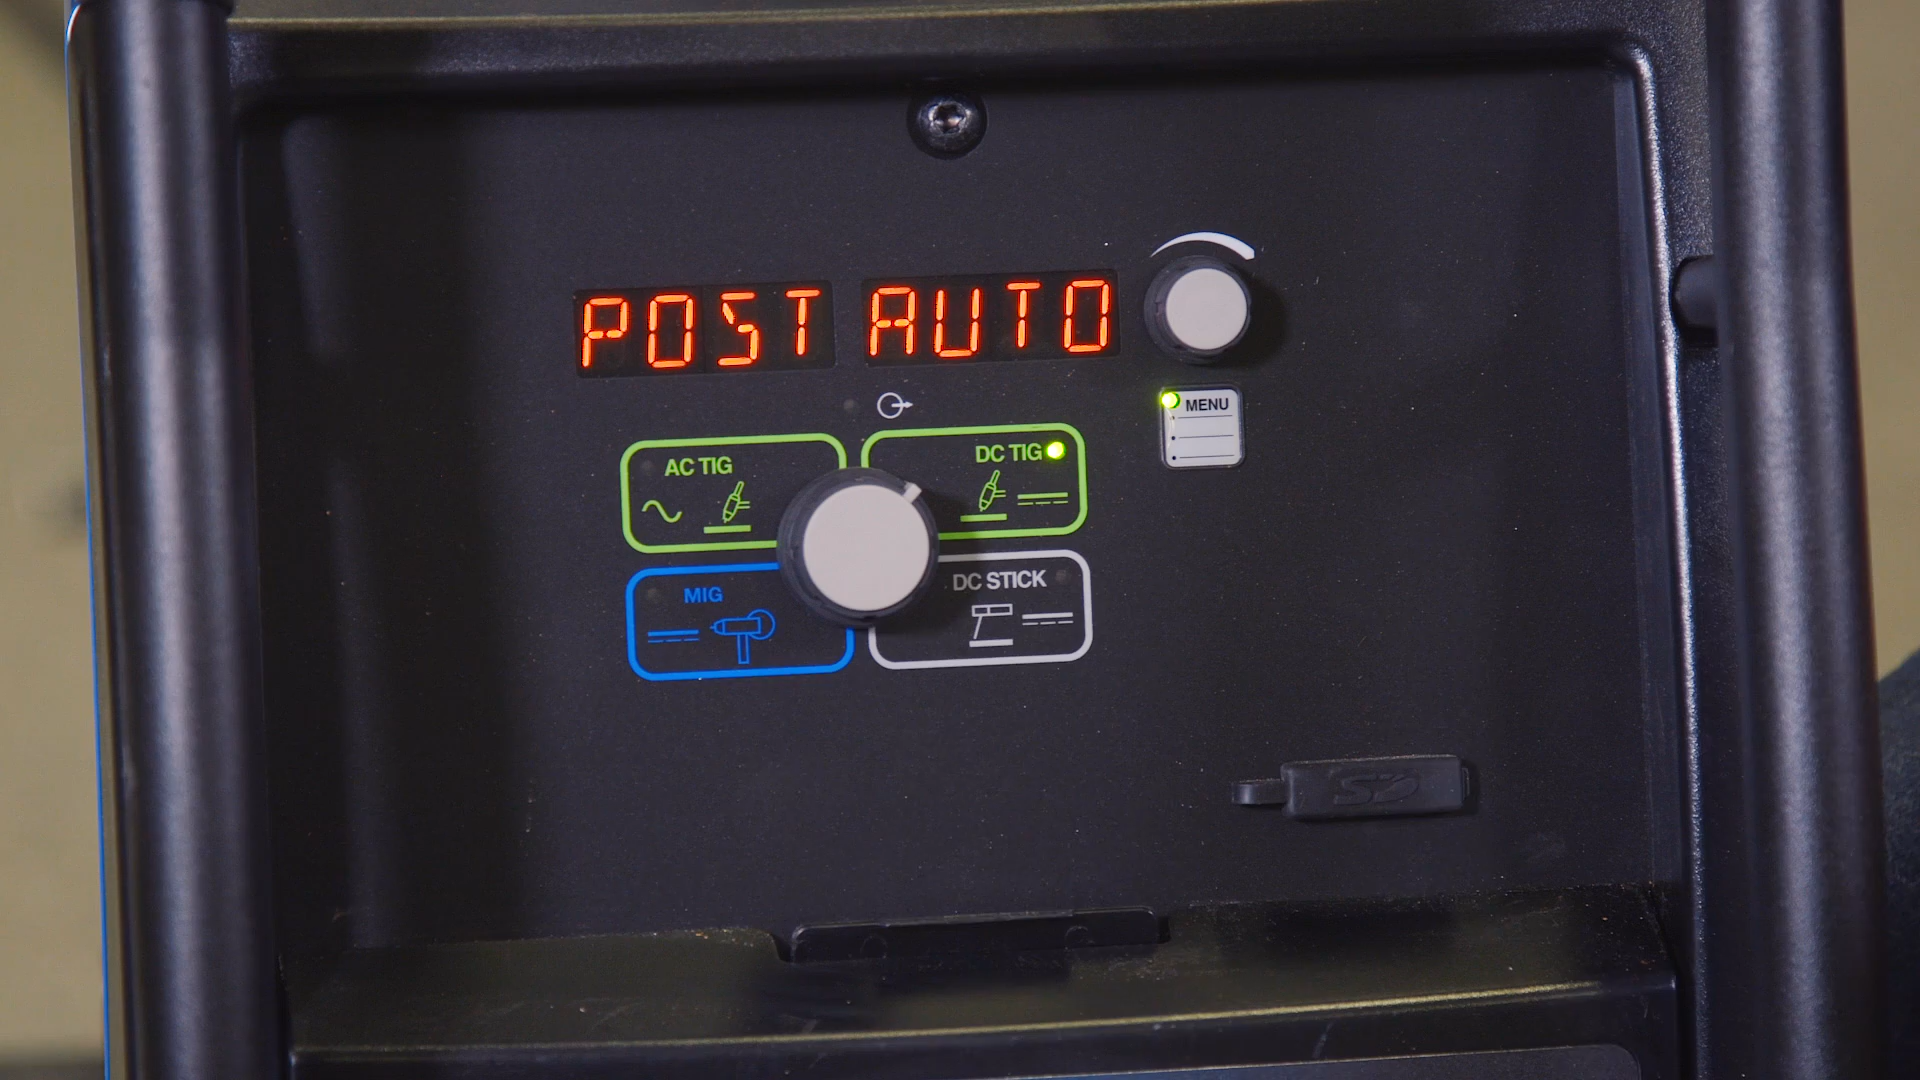 POST AUTO
MENU
AC TIG
DC TIG
MIG
DC STICK
SD